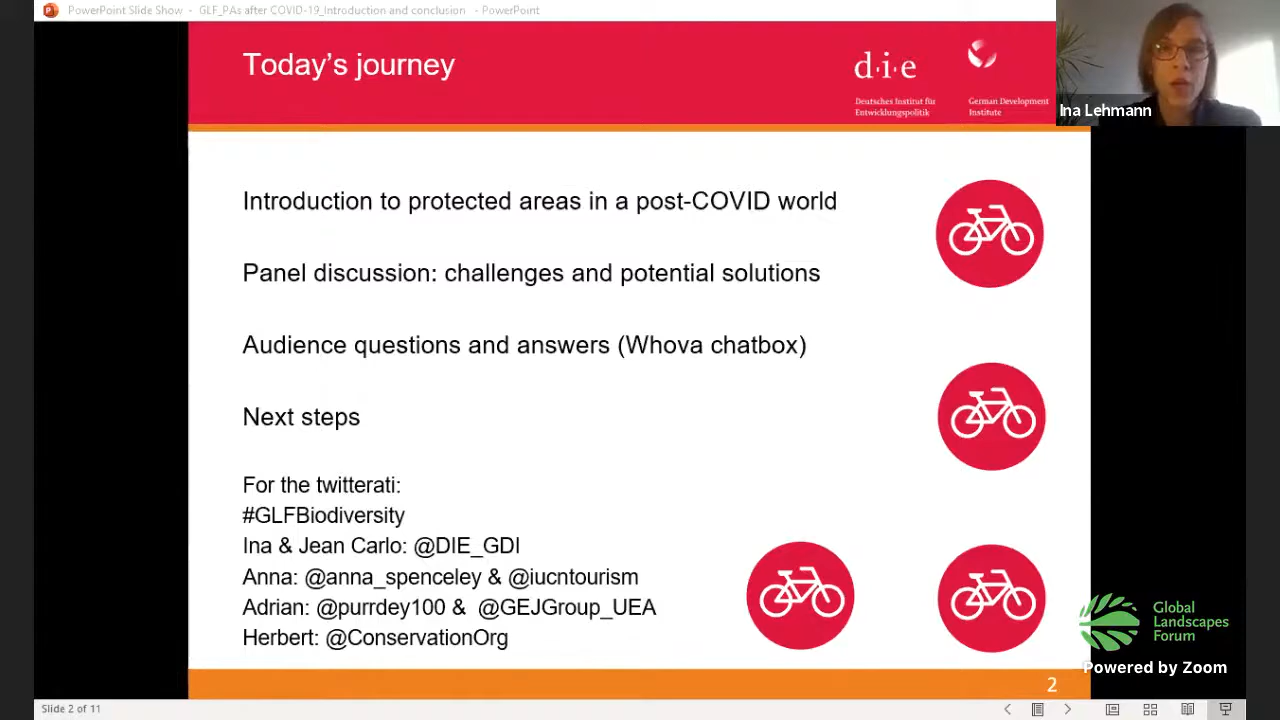 PowerPoint Slide Show - GLF_PAs after COVID-19_Introduction and conclusion - PowerPoint
Today's journey
d·i·e
Deutsches Institut für
Entwicklungspolitik
German Development
Institute
Ina Lehmann
Introduction to protected areas in a post-COVID world
Panel discussion: challenges and potential solutions
Audience questions and answers (Whova chatbox)
Next steps
For the twitterati:
#GLFBiodiversity
Ina & Jean Carlo: @DIE_GDI
Anna: @anna_spenceley & @iucntourism
Adrian: @purrdey100 & @GEJGroup_UEA
Herbert: @ConservationOrg
Global
Landscapes
Forum
Powered by Zoom
2
Slide 2 of 11